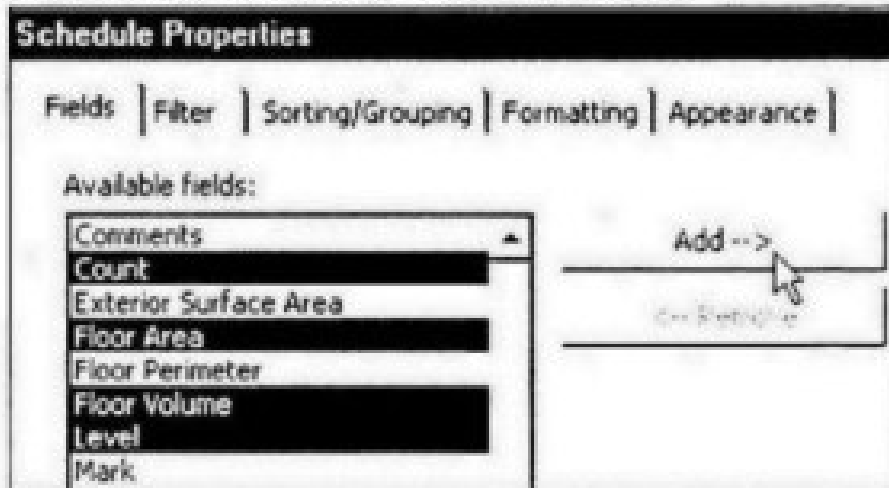 Schedule Properties
Fields Filter Sorting/Grouping Formatting Appearance
Available fields:
Comments
Count
Exterior Surface Area
Floor Area
Floor Perimeter
Floor Volume
Level
Mark
Add -->
<-- Remove